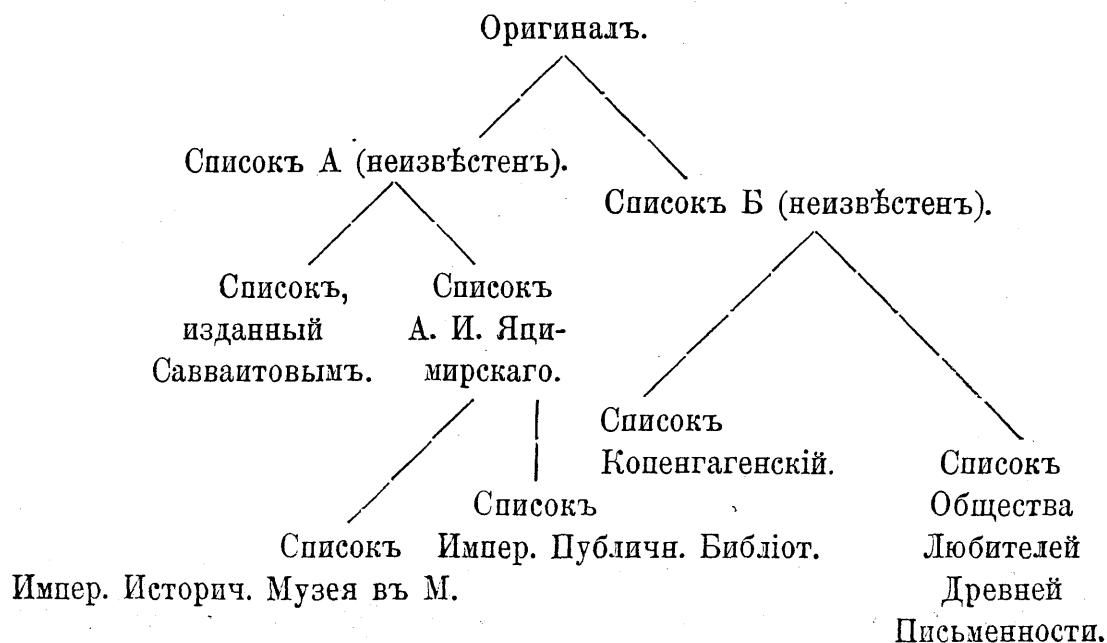 Оригиналъ.
Списокъ А (неизвѣстенъ).
Списокъ Б (неизвѣстенъ).
Списокъ,
изданный
Савваитовымъ.
Списокъ
А. И. Яци-
мирскаго.
Списокъ
Копенгагенскій.
Списокъ
Общества
Любителей
Древней
Письменности.
Списокъ
Импер. Публичн. Библіот.
Списокъ
Импер. Историч. Музея въ М.